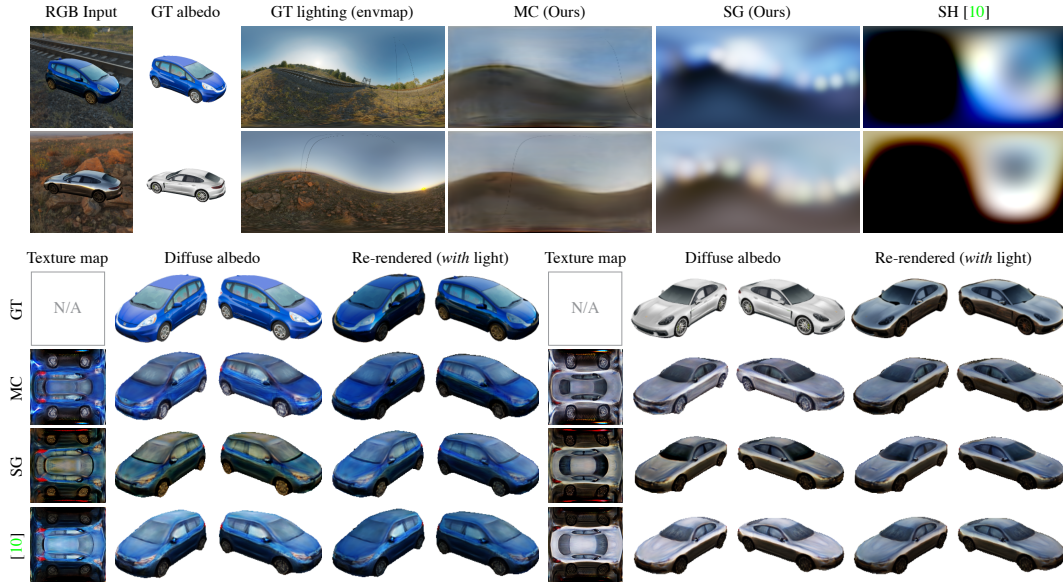 RGB Input GT albedo GT lighting (envmap) MC (Ours) SG (Ours) SH [10]
Texture map Diffuse albedo Re-rendered (with light) Texture map Diffuse albedo Re-rendered (with light)
GT N/A N/A
MC
SG
[10]